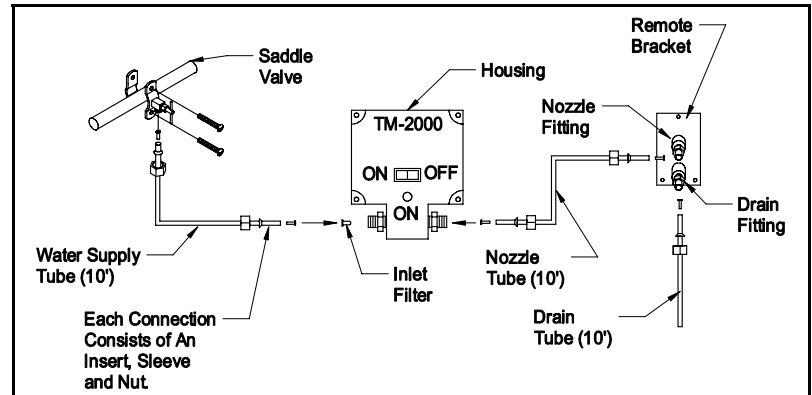 Saddle
Valve
Housing
Remote
Bracket
TM-2000
Nozzle
Fitting
ON OFF
ON
Drain
Fitting
Water Supply
Tube (10')
Inlet
Filter
Nozzle
Tube (10')
Drain
Tube (10')
Each Connection
Consists of An
Insert, Sleeve
and Nut.